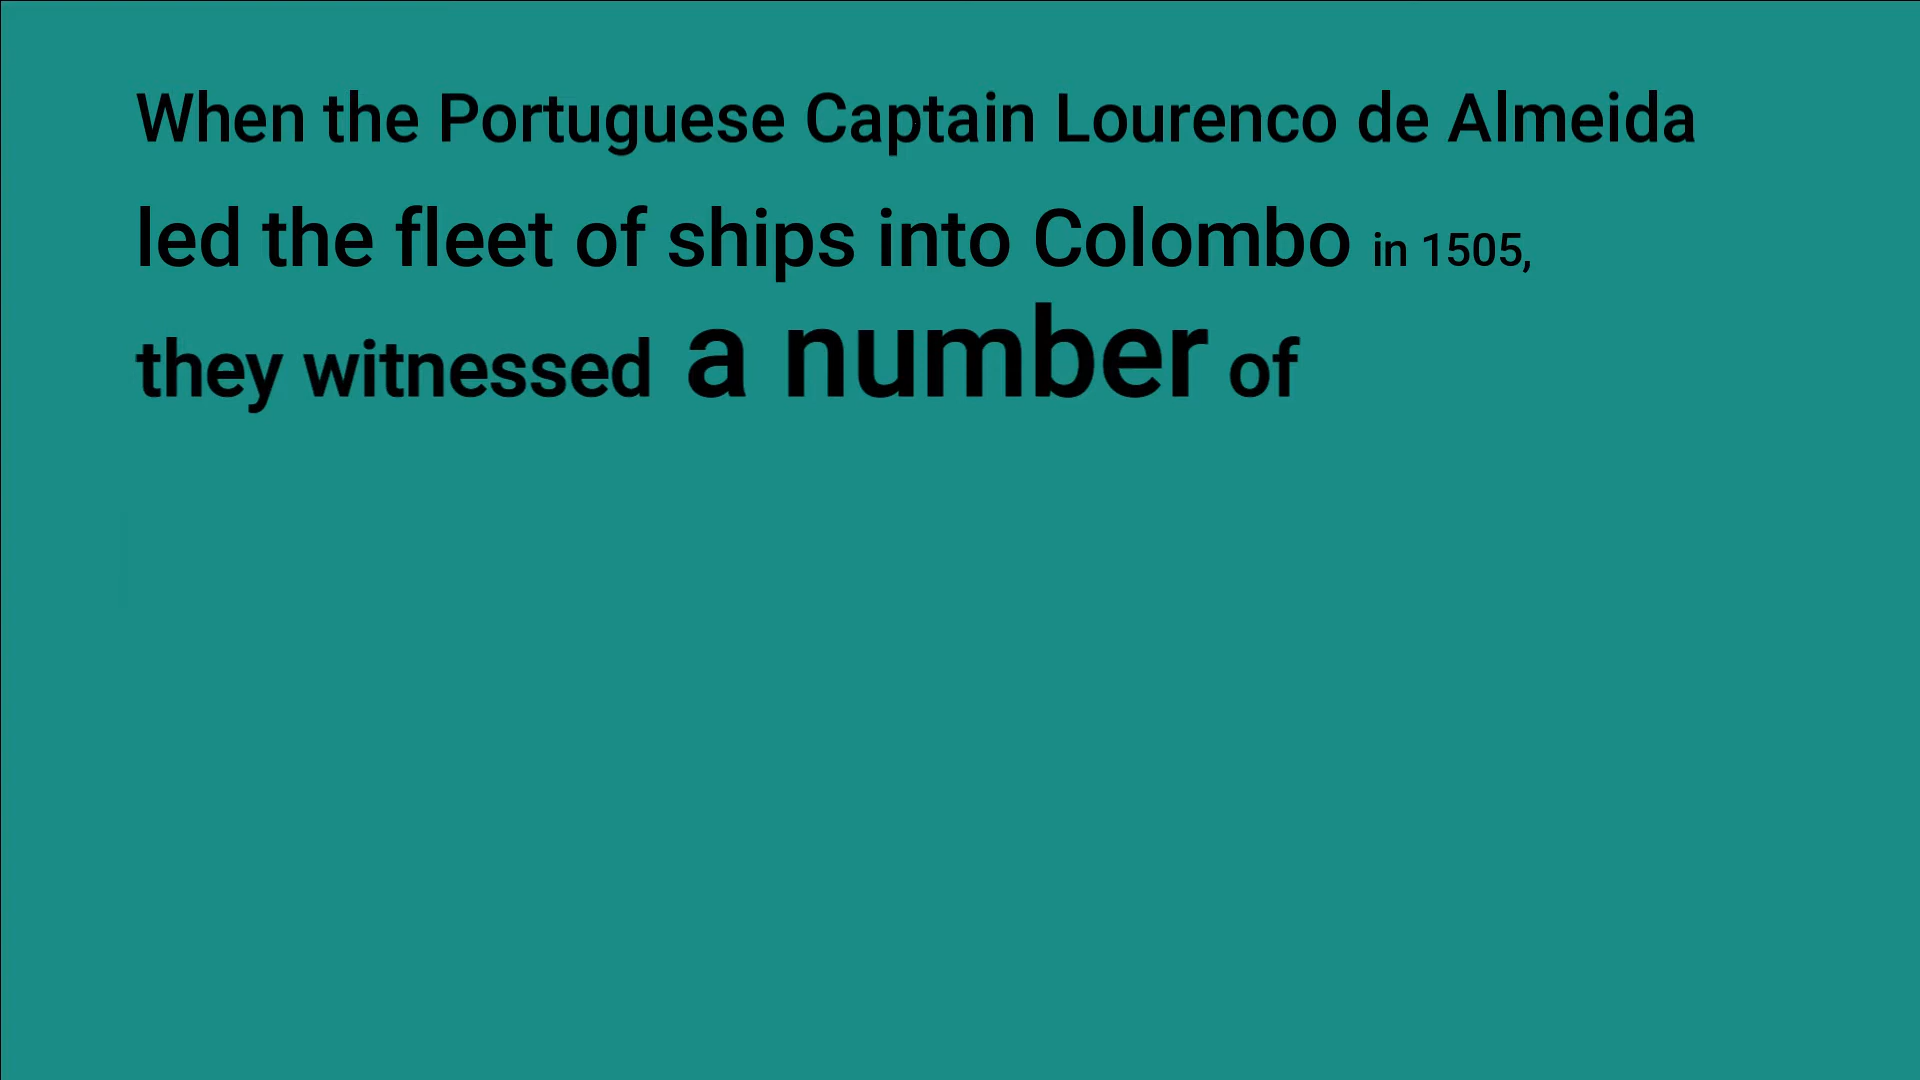 When the Portuguese Captain Lourenco de Almeida
led the fleet of ships into Colombo in 1505,
they witnessed a number of